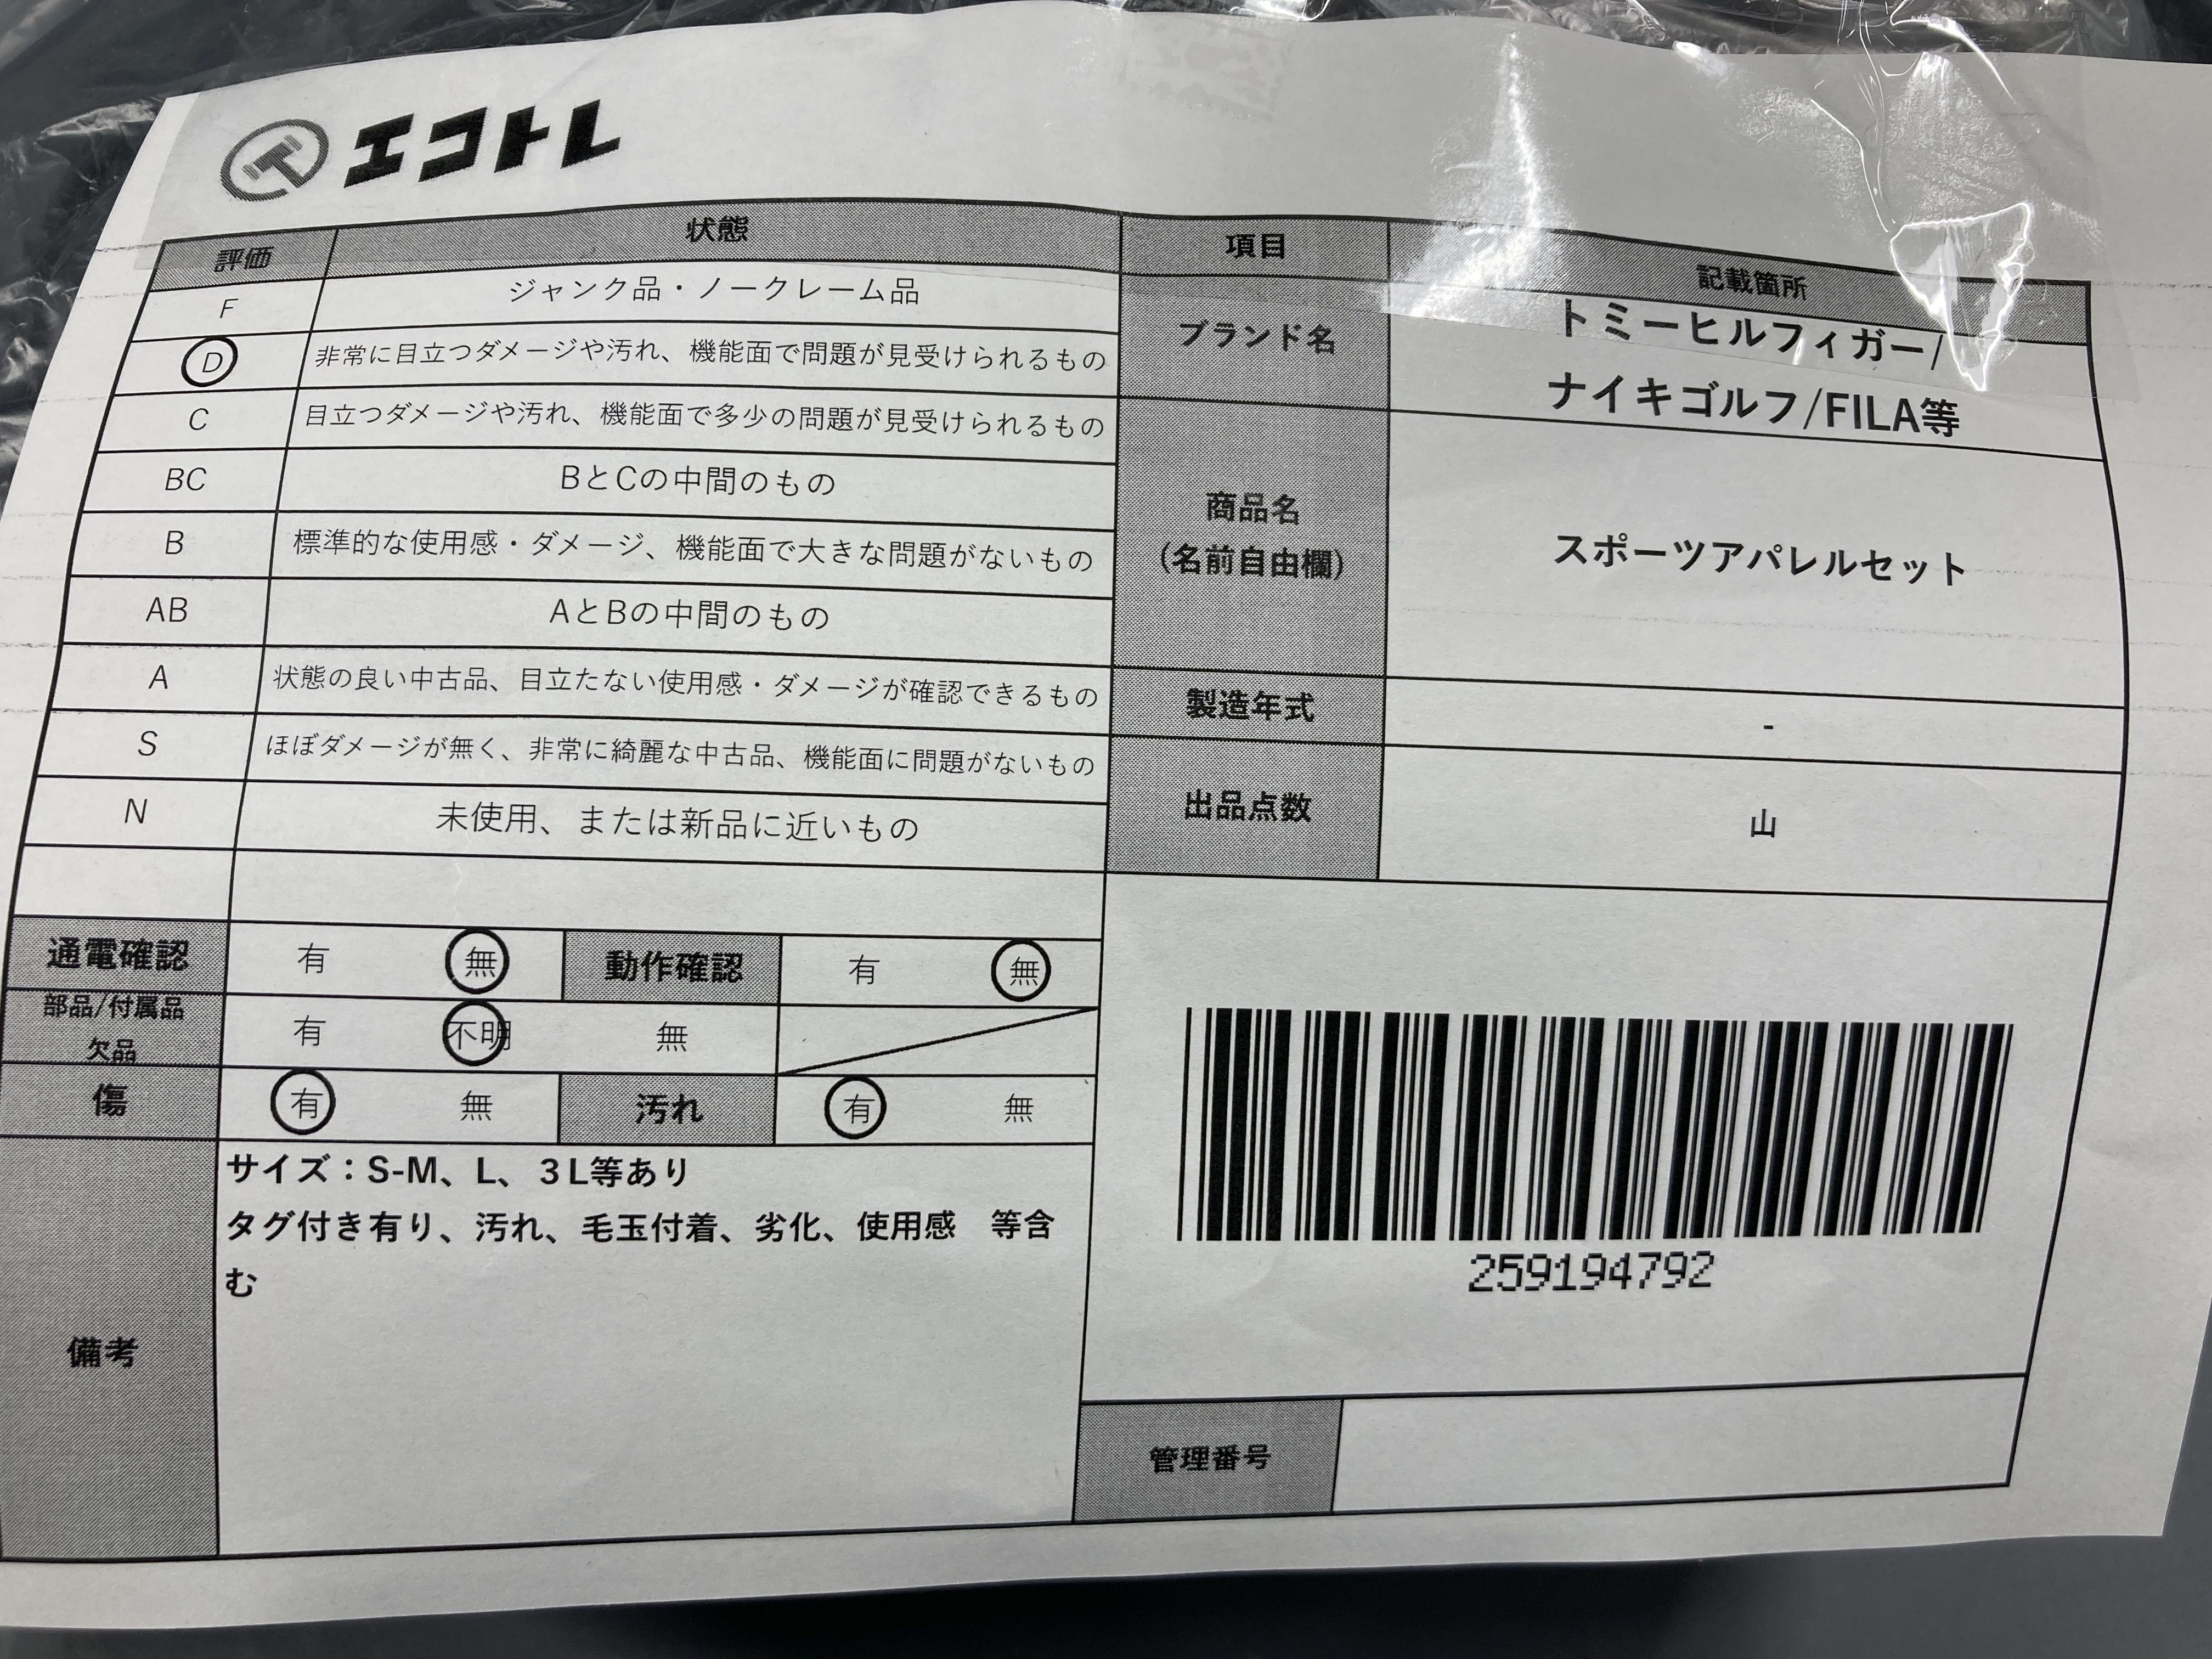 エコトレ
評価 状態
F ジャンク品・ノークレーム品
D 非常に目立つダメージや汚れ、機能面で問題が見受けられるもの
C 目立つダメージや汚れ、機能面で多少の問題が見受けられるもの
BC BとCの中間のもの
B 標準的な使用感・ダメージ、機能面で大きな問題がないもの
AB AとBの中間のもの
A 状態の良い中古品、目立たない使用感・ダメージが確認できるもの
S ほぼダメージが無く、非常に綺麗な中古品、機能面に問題がないもの
N 未使用、または新品に近いもの
通電確認 有 無 動作確認 有 無
部品/付属品
欠品 有 不明 無
傷 有 無 汚れ 有 無
備考
サイズ：S-M、L、３L等あり
タグ付き有り、汚れ、毛玉付着、劣化、使用感　等含
む
項目 記載箇所
ブランド名
トミーヒルフィガー/
ナイキゴルフ/FILA等
商品名
(名前自由欄)
スポーツアパレルセット
製造年式 -
出品点数 山
259194792
管理番号